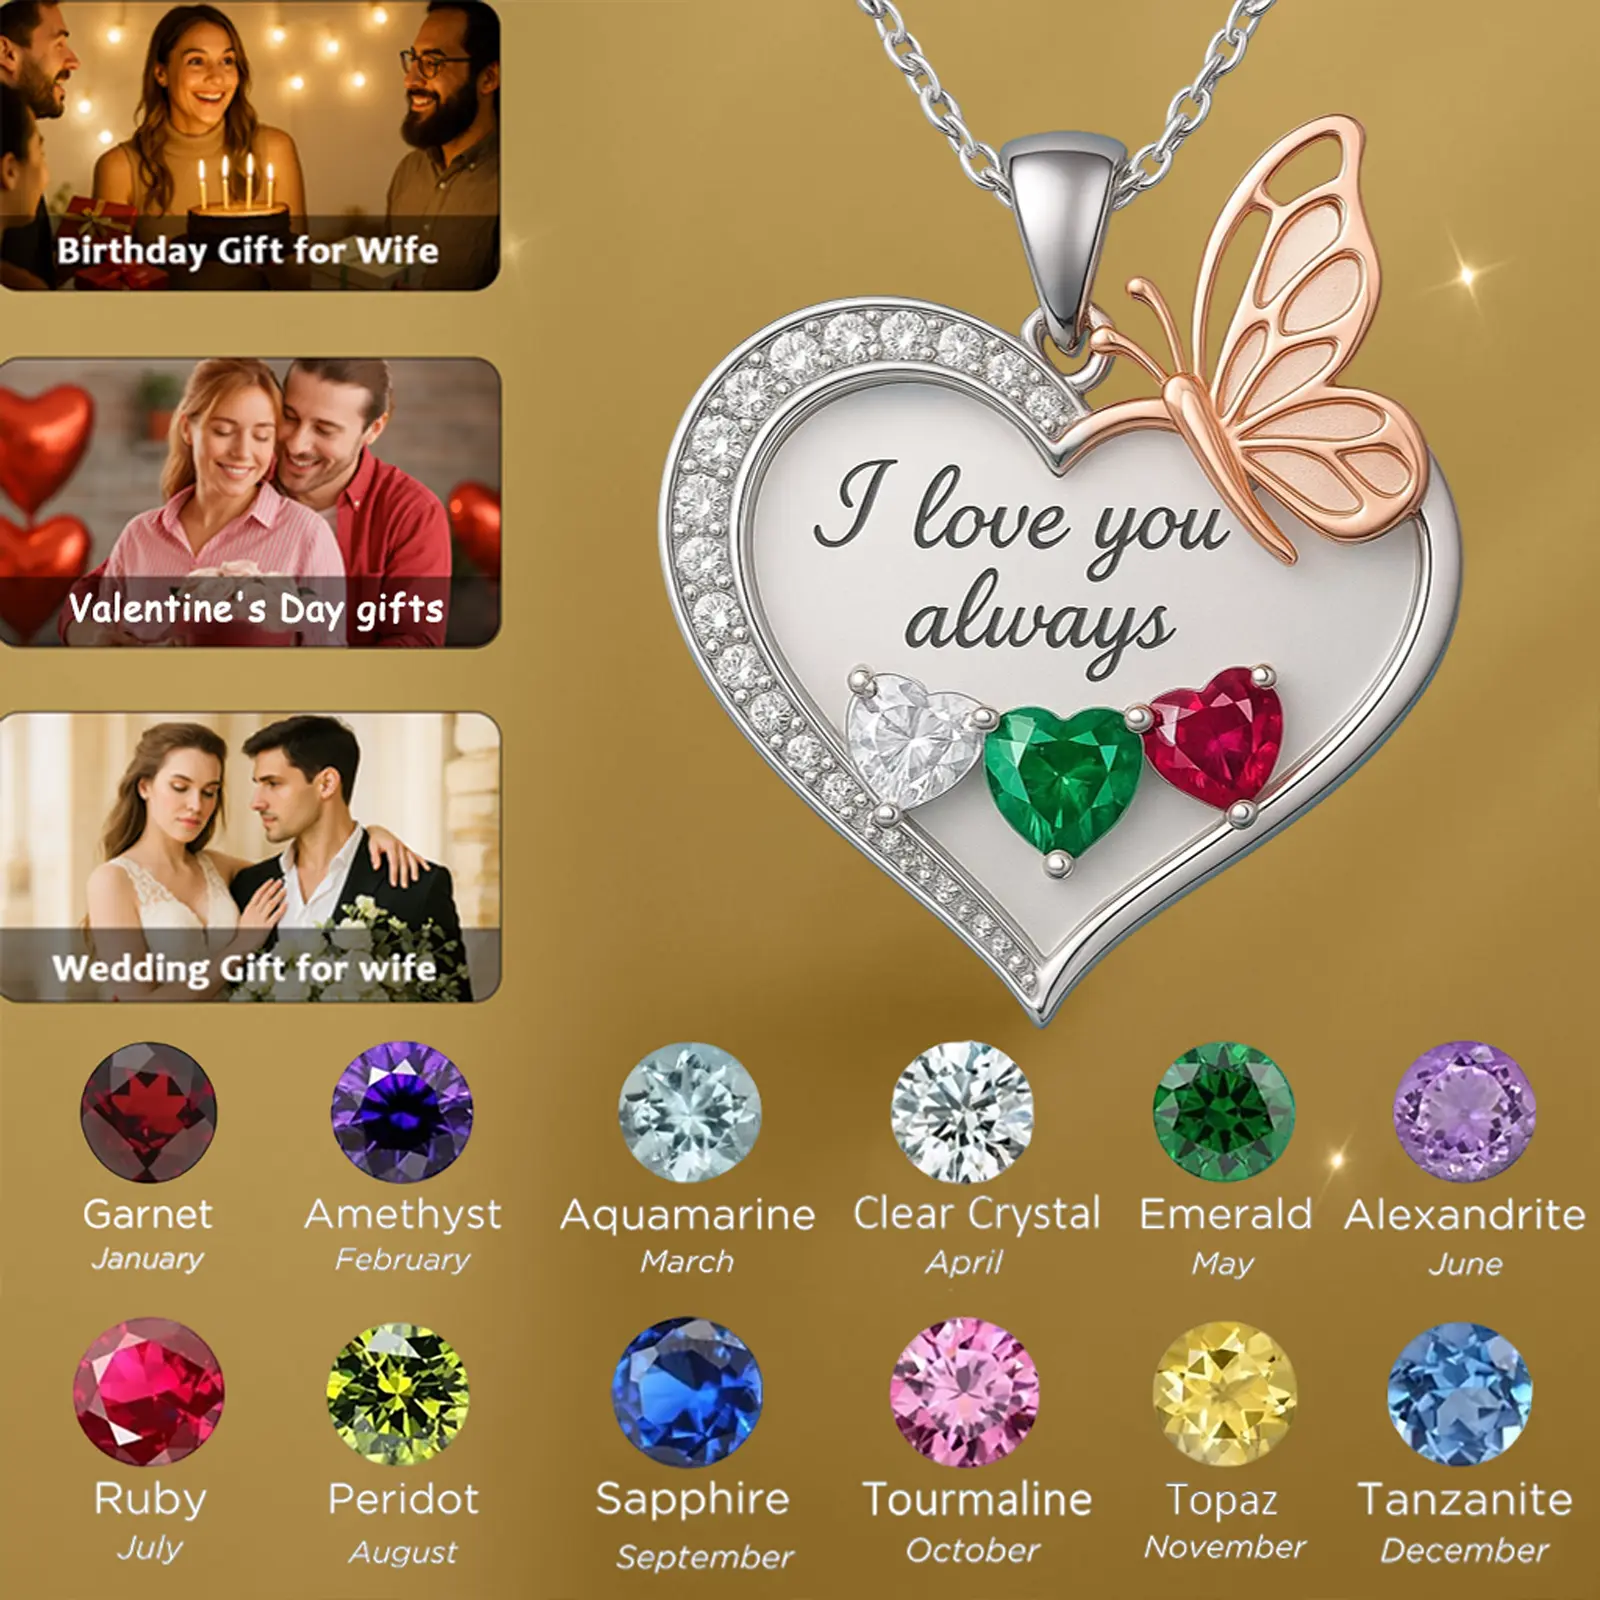 Birthday Gift for Wife
Valentine's Day gifts
Wedding Gift for wife
I love you
always
Garnet
January
Amethyst
February
Aquamarine
March
Clear Crystal
April
Emerald
May
Alexandrite
June
Ruby
July
Peridot
August
Sapphire
September
Tourmaline
October
Topaz
November
Tanzanite
December